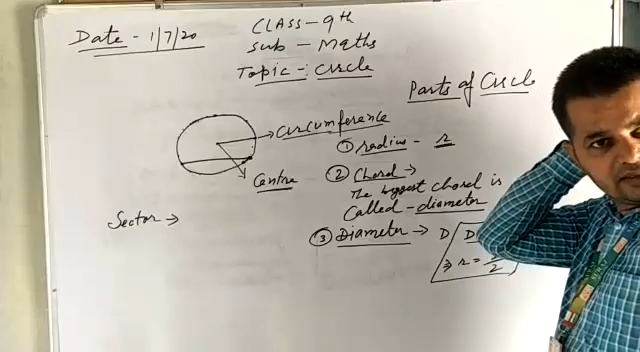 Date - 1/7/20
CLASS - 9th
Sub - Maths
Topic - : Circle
Parts of Circle
Circumference
Centre
① radius - r
② Chord →
The biggest chord is
Called - diameter
③ Diameter → D
⇒ r =
2
Sector →